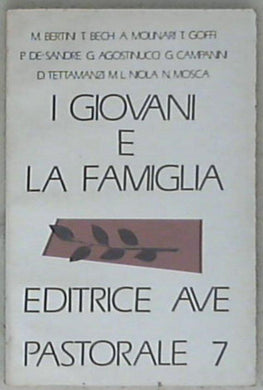 M. BERTINI T. BECH A. MOLINARI T. GOFFI
P. DE SANDRE G. AGOSTINUCCI G. CAMPANINI
D. TETTAMANZI M. L. NIOLA N. MOSCA
I GIOVANI
E
LA FAMIGLIA
EDITRICE AVE
PASTORALE 7